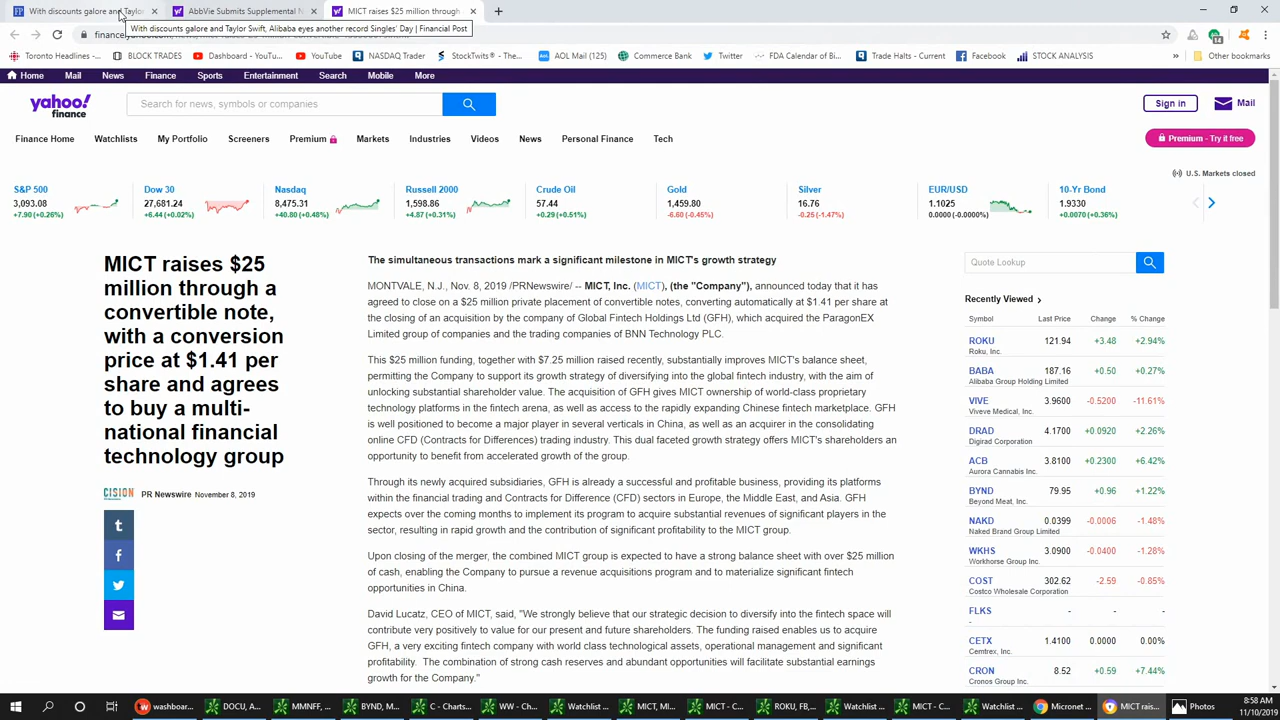 With discounts galore and Taylo
AbbVie Submits Supplemental N
MICT raises $25 million through
With discounts galore and Taylor Swift, Alibaba eyes another record Singles' Day | Financial Post
Toronto Headlines -...
BLOCK TRADES
Dashboard - YouTu...
YouTube
NASDAQ Trader
StockTwits® - The...
AOL Mail (125)
Commerce Bank
Twitter
FDA Calendar of Bi...
Trade Halts - Current
Facebook
STOCK ANALYSIS
Other bookmarks
Home Mail News Finance Sports Entertainment Search Mobile More
yahoo!
finance
Search for news, symbols or companies
Sign in
Mail
Finance Home Watchlists My Portfolio Screeners Premium Markets Industries Videos News Personal Finance Tech
Premium - Try it free
U.S. Markets closed
S&P 500
3,093.08
+7.90 (+0.26%)
Dow 30
27,681.24
+6.44 (+0.02%)
Nasdaq
8,475.31
+40.80 (+0.48%)
Russell 2000
1,598.86
+4.87 (+0.31%)
Crude Oil
57.44
+0.29 (+0.51%)
Gold
1,459.80
-6.60 (-0.45%)
Silver
16.76
-0.25 (-1.47%)
EUR/USD
1.1025
0.0000 (-0.0000%)
10-Yr Bond
1.9330
+0.0070 (+0.36%)
MICT raises $25
million through a
convertible note,
with a conversion
price at $1.41 per
share and agrees
to buy a multi-
national financial
technology group
CISION
PR Newswire November 8, 2019
The simultaneous transactions mark a significant milestone in MICT's growth strategy
MONTVALE, N.J., Nov. 8, 2019 /PRNewswire/ -- MICT, Inc. (MICT), (the "Company"), announced today that it has
agreed to close on a $25 million private placement of convertible notes, converting automatically at $1.41 per share at
the closing of an acquisition by the company of Global Fintech Holdings Ltd (GFH), which acquired the ParagonEX
Limited group of companies and the trading companies of BNN Technology PLC.
This $25 million funding, together with $7.25 million raised recently, substantially improves MICT's balance sheet,
permitting the Company to support its growth strategy of diversifying into the global fintech industry, with the aim of
unlocking substantial shareholder value. The acquisition of GFH gives MICT ownership of world-class proprietary
technology platforms in the fintech arena, as well as access to the rapidly expanding Chinese fintech marketplace. GFH
is well positioned to become a major player in several verticals in China, as well as an acquirer in the consolidating
online CFD (Contracts for Differences) trading industry. This dual faceted growth strategy offers MICT's shareholders an
opportunity to benefit from accelerated growth of the group.
Through its newly acquired subsidiaries, GFH is already a successful and profitable business, providing its platforms
within the financial trading and Contracts for Difference (CFD) sectors in Europe, the Middle East, and Asia. GFH
expects over the coming months to implement its program to acquire substantial revenues of significant players in the
sector, resulting in rapid growth and the contribution of significant profitability to the MICT group.
Upon closing of the merger, the combined MICT group is expected to have a strong balance sheet with over $25 million
of cash, enabling the Company to pursue a revenue acquisitions program and to materialize significant fintech
opportunities in China.
David Lucatz, CEO of MICT, said, "We strongly believe that our strategic decision to diversify into the fintech space will
contribute very positively to value for our present and future shareholders. The funding raised enables us to acquire
GFH, a very exciting fintech company with world class technological assets, operational management and significant
profitability. The combination of strong cash reserves and abundant opportunities will facilitate substantial earnings
growth for the Company."
Quote Lookup
Recently Viewed
Symbol Last Price Change % Change
ROKU 121.94 +3.48 +2.94%
Roku, Inc.
BABA 187.16 +0.50 +0.27%
Alibaba Group Holding Limited
VIVE 3.9600 -0.5200 -11.61%
Viveve Medical, Inc.
DRAD 4.1700 0.0920 +2.26%
Digirad Corporation
ACB 3.8100 +0.2300 +6.42%
Aurora Cannabis Inc.
BYND 79.95 +0.96 +1.22%
Beyond Meat, Inc.
NAKD 0.0399 -0.0006 -1.48%
Naked Brand Group Limited
WKHS 3.0900 -0.0400 -1.28%
Workhorse Group Inc.
COST 302.62 -2.59 -0.85%
Costco Wholesale Corporation
FLKS - - -
-
CETX 1.4100 0.0000 0.00%
Cemtrex, Inc.
CRON 8.52 +0.59 +7.44%
Cronos Group Inc.
washboar...
DOCU, A...
MMNFF, ...
BYND, M...
C - Charts...
WW - Cha...
Watchlist ...
MICT, MI...
MICT - C...
ROKU, FB,...
Watchlist ...
MICT - C...
Watchlist ...
Micronet ...
MICT rais...
Photos
8:58 AM
11/10/2019